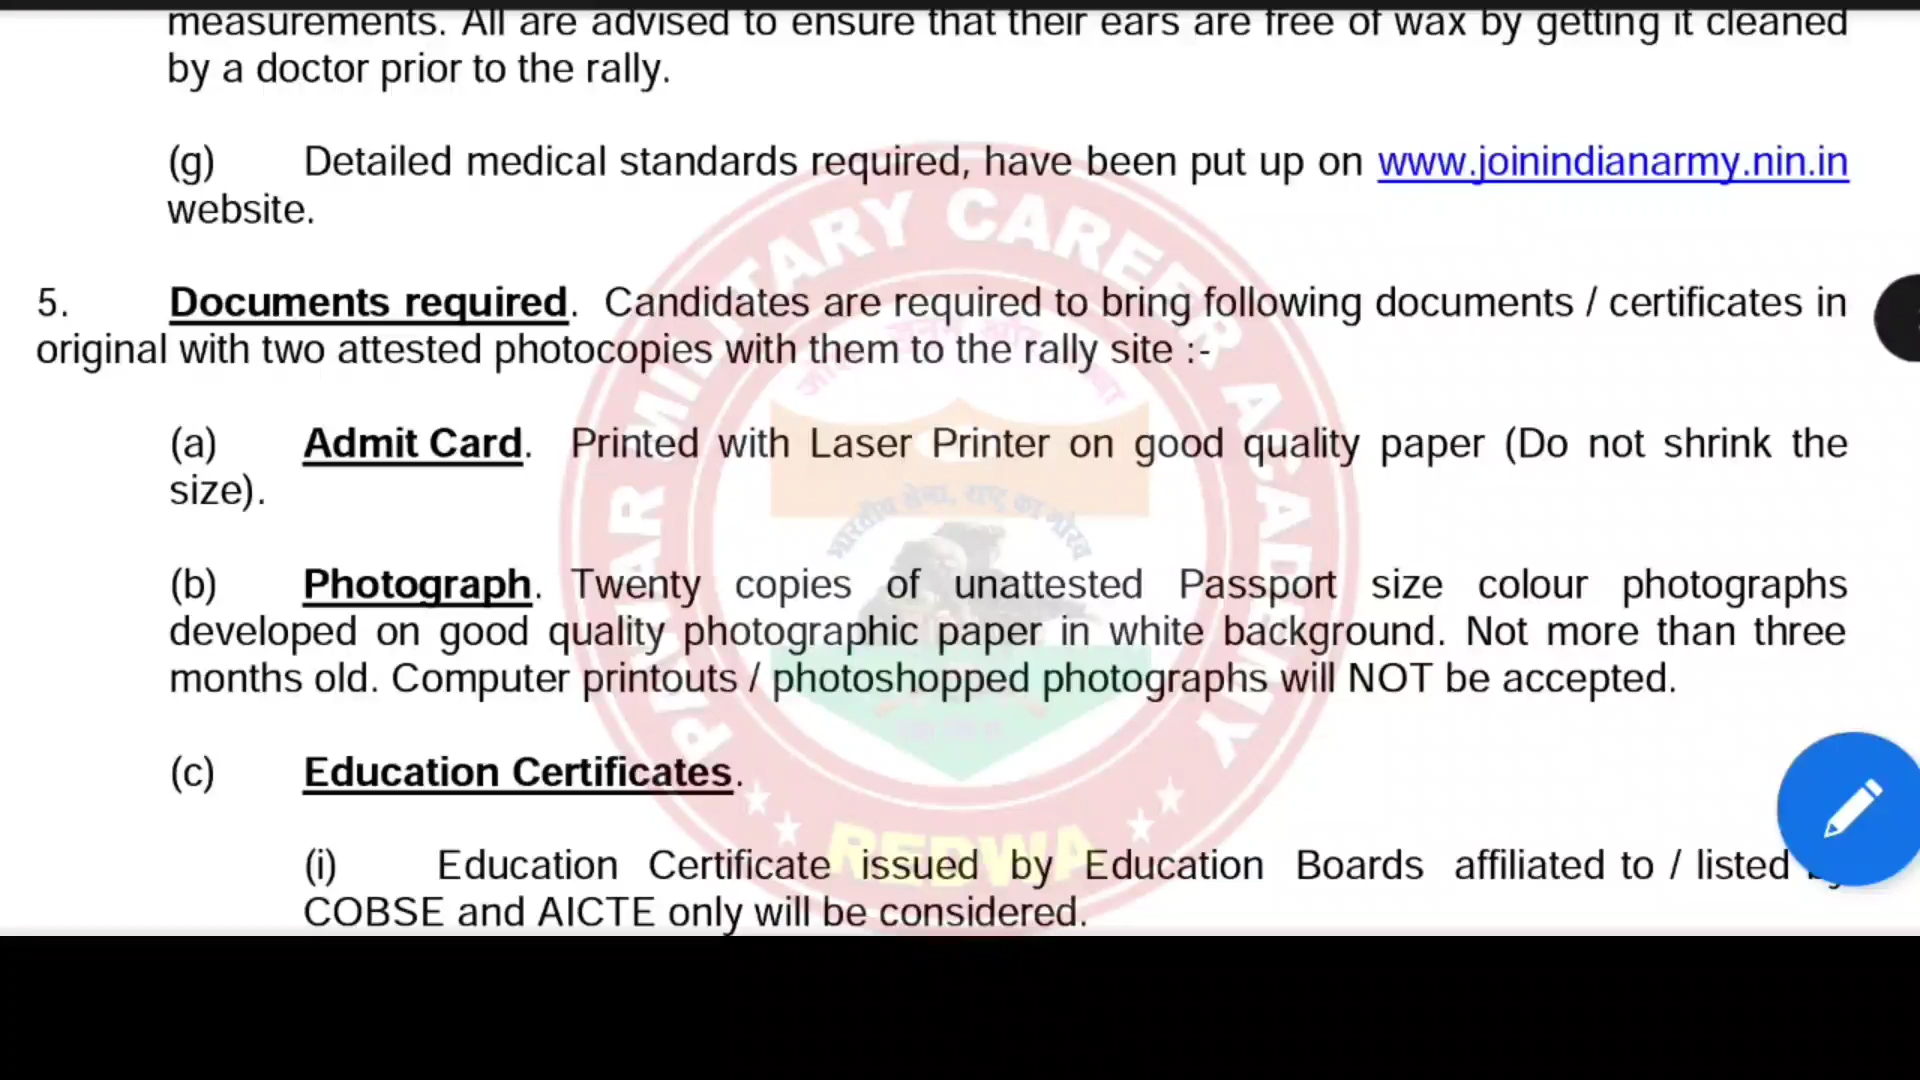 measurements. All are advised to ensure that their ears are free of wax by getting it cleaned
by a doctor prior to the rally.
(g) Detailed medical standards required, have been put up on www.joinindianarmy.nin.in
website.
5. Documents required. Candidates are required to bring following documents / certificates in
original with two attested photocopies with them to the rally site :-
(a) Admit Card. Printed with Laser Printer on good quality paper (Do not shrink the
size).
(b) Photograph. Twenty copies of unattested Passport size colour photographs
developed on good quality photographic paper in white background. Not more than three
months old. Computer printouts / photoshopped photographs will NOT be accepted.
(c) Education Certificates.
(i) Education Certificate issued by Education Boards affiliated to / listed
COBSE and AICTE only will be considered.
MILITARY CAREER ACADEMY
भारतीय सेना, राष्ट्र का गौरव
REDWA